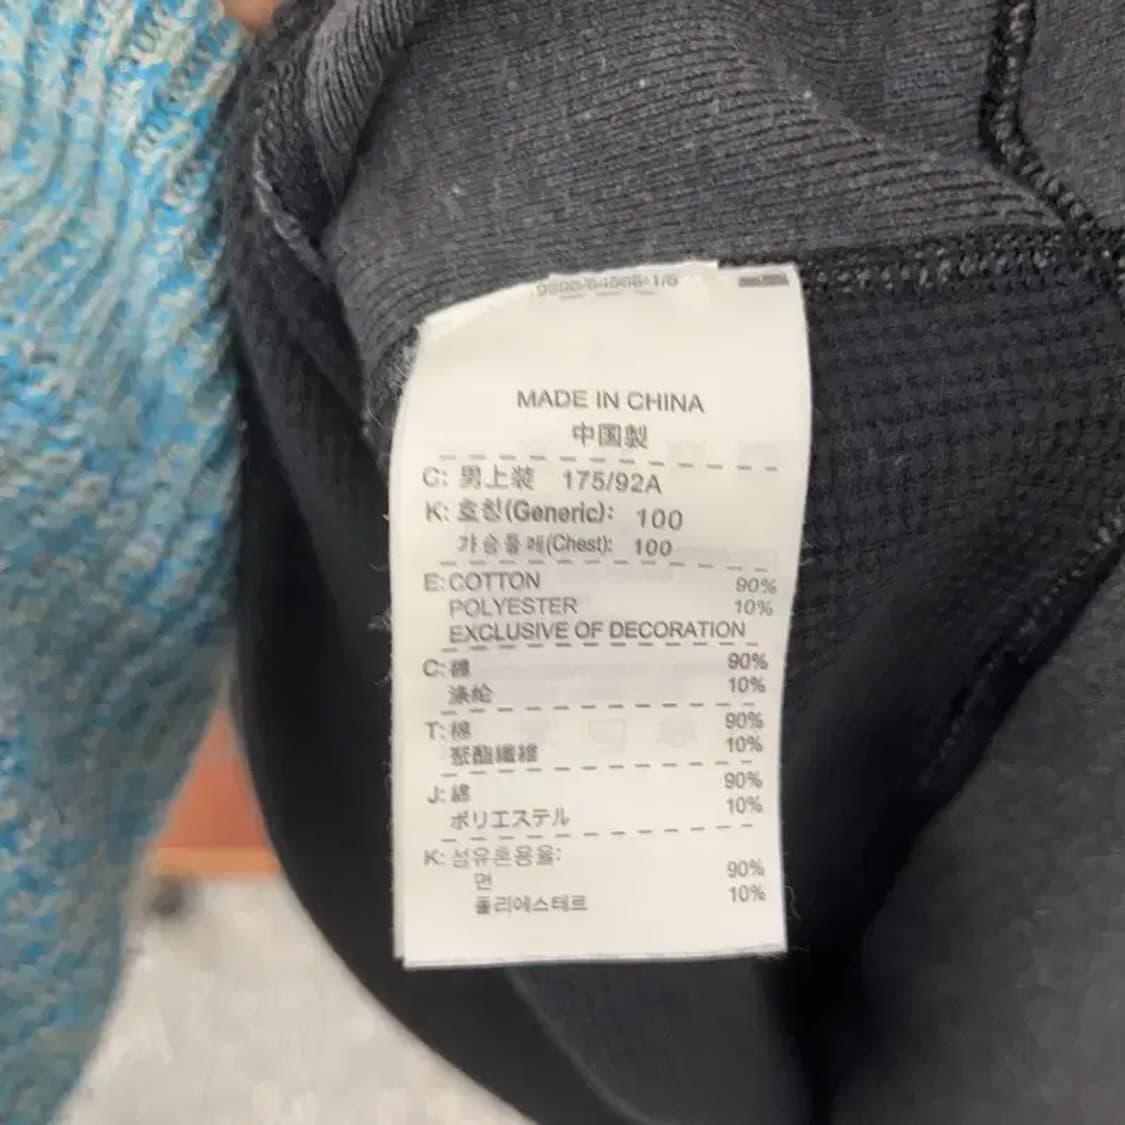 MADE IN CHINA
中国製
C: 男上装 175/92A
K: 호칭(Generic): 100
가슴둘레(Chest): 100
E: COTTON 90%
POLYESTER 10%
EXCLUSIVE OF DECORATION
C: 棉 90%
涤纶 10%
T: 棉 90%
聚酯纖維 10%
J: 綿 90%
ポリエステル 10%
K: 섬유혼용율:
면 90%
폴리에스테르 10%